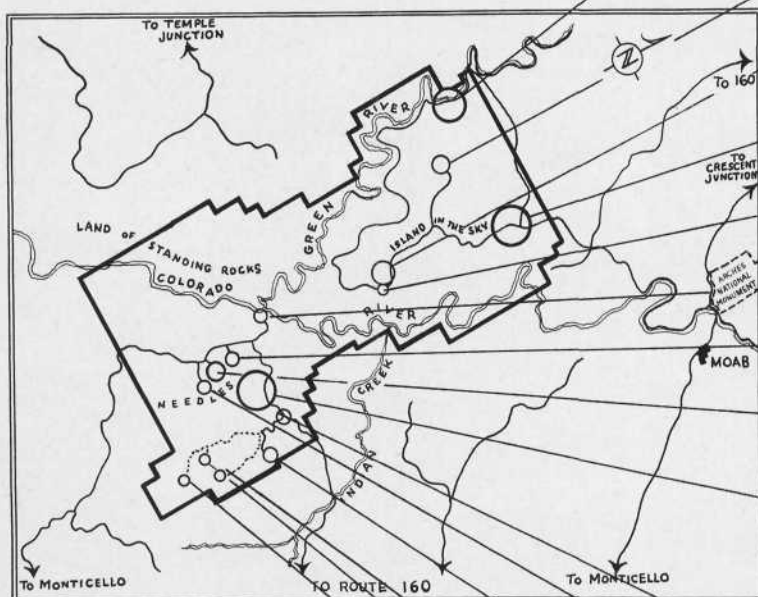 TO TEMPLE
JUNCTION
N
TO 160
TO
CRESCENT
JUNCTION
GREEN RIVER
ISLAND IN THE SKY
LAND OF
STANDING ROCKS
COLORADO RIVER
ARCHES
NATIONAL
MONUMENT
MOAB
NEEDLES
INDIAN CREEK
TO MONTICELLO
TO ROUTE 160
TO MONTICELLO